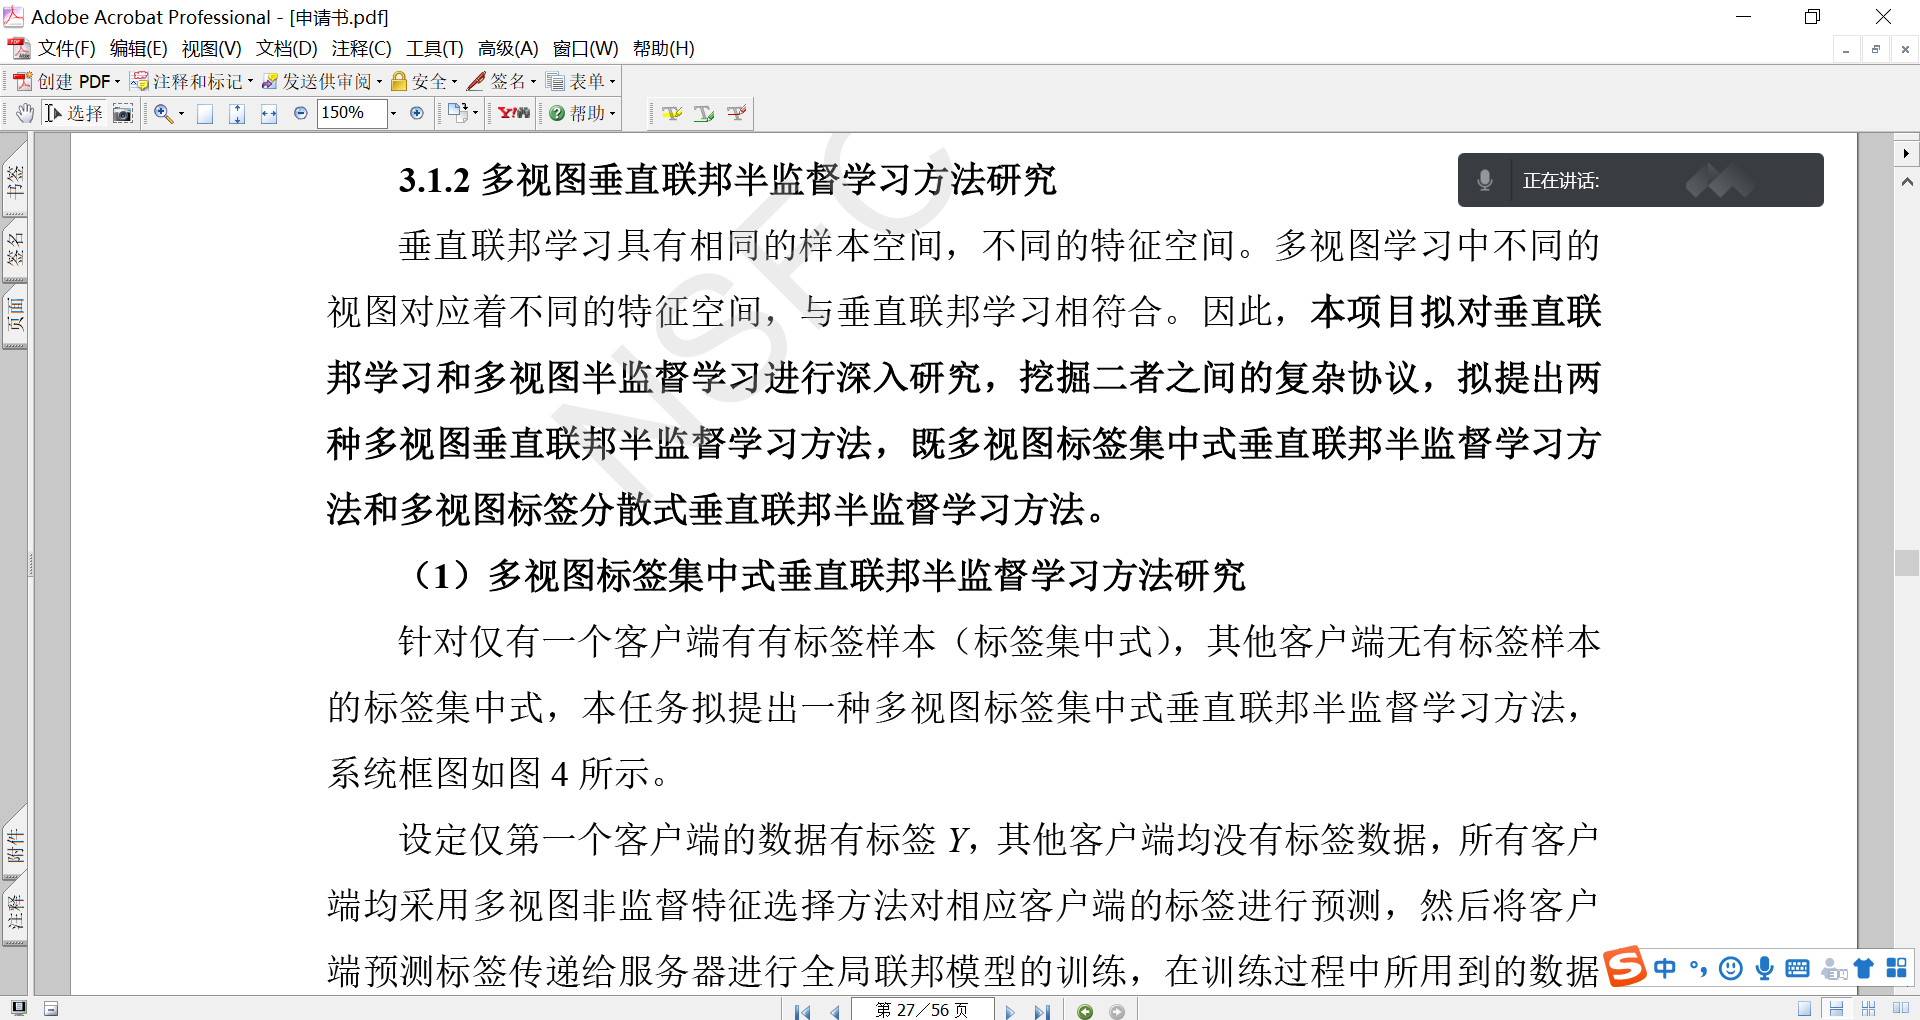 Adobe Acrobat Professional - [申请书.pdf]
文件(F) 编辑(E) 视图(V) 文档(D) 注释(C) 工具(T) 高级(A) 窗口(W) 帮助(H)
创建 PDF 注释和标记 发送供审阅 安全 签名 表单
选择 150% Y! 帮助
书签
签名
页面
附件
注释
正在讲话:
NSFC
3.1.2 多视图垂直联邦半监督学习方法研究
垂直联邦学习具有相同的样本空间，不同的特征空间。多视图学习中不同的
视图对应着不同的特征空间，与垂直联邦学习相符合。因此，本项目拟对垂直联
邦学习和多视图半监督学习进行深入研究，挖掘二者之间的复杂协议，拟提出两
种多视图垂直联邦半监督学习方法，既多视图标签集中式垂直联邦半监督学习方
法和多视图标签分散式垂直联邦半监督学习方法。
（1）多视图标签集中式垂直联邦半监督学习方法研究
针对仅有一个客户端有有标签样本（标签集中式），其他客户端无有标签样本
的标签集中式，本任务拟提出一种多视图标签集中式垂直联邦半监督学习方法，
系统框图如图 4 所示。
设定仅第一个客户端的数据有标签 Y，其他客户端均没有标签数据，所有客户
端均采用多视图非监督特征选择方法对相应客户端的标签进行预测，然后将客户
端预测标签传递给服务器进行全局联邦模型的训练，在训练过程中所用到的数据
中
第 27／56 页